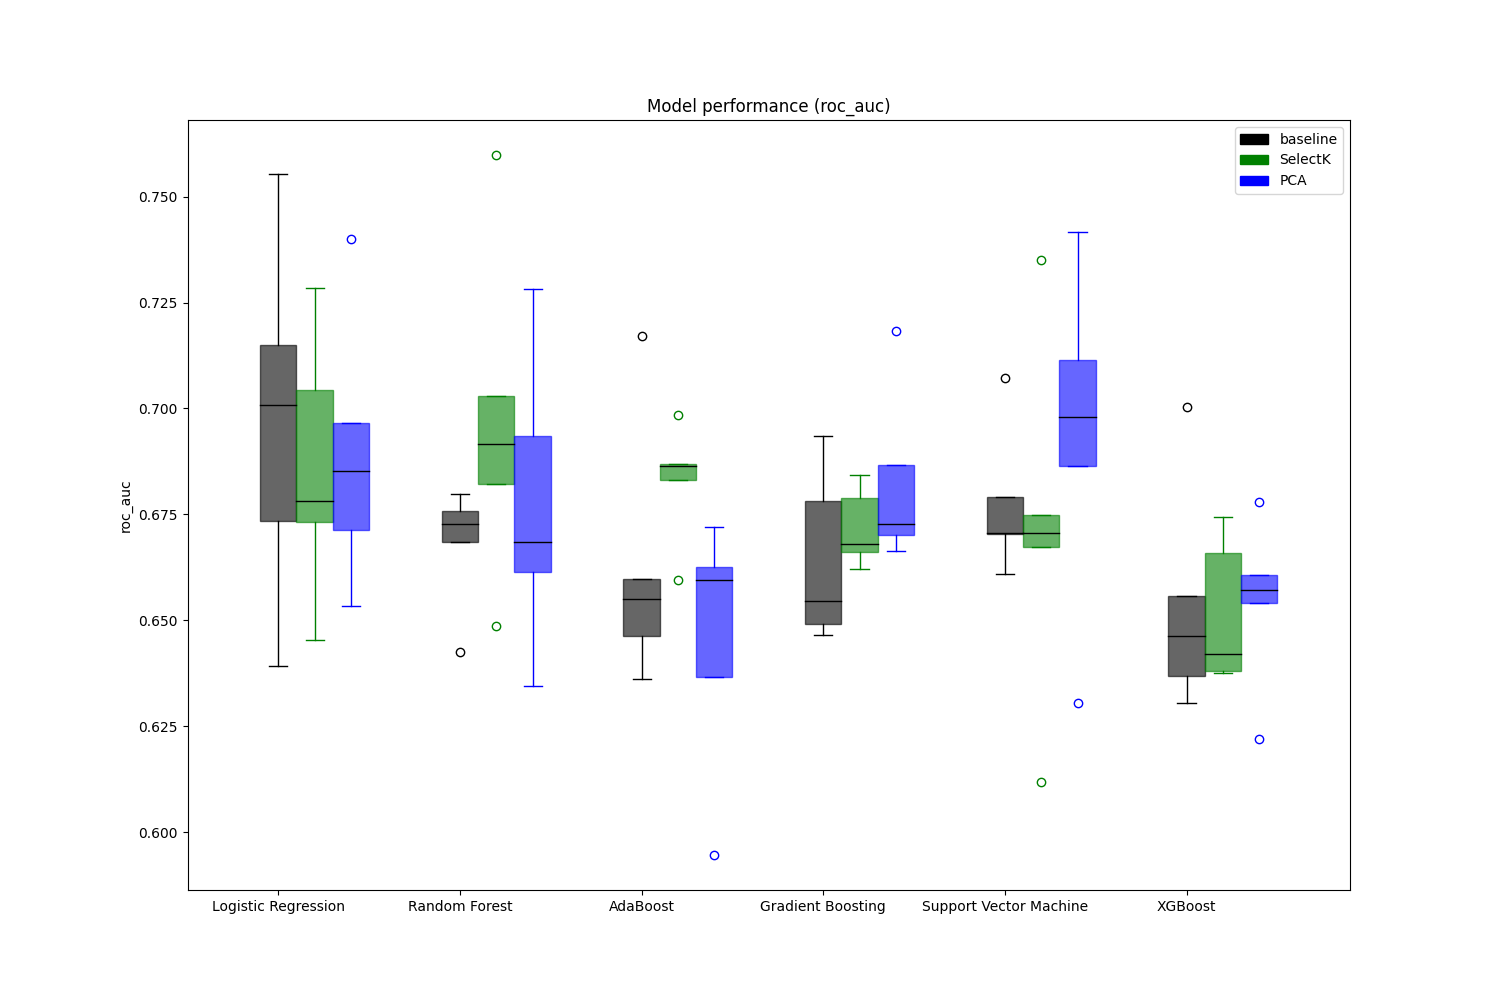 Model performance (roc_auc)
baseline
SelectK
PCA
0.750
0.725
0.700
0.675
0.650
0.625
0.600
roc_auc
Logistic Regression
Random Forest
AdaBoost
Gradient Boosting
Support Vector Machine
XGBoost